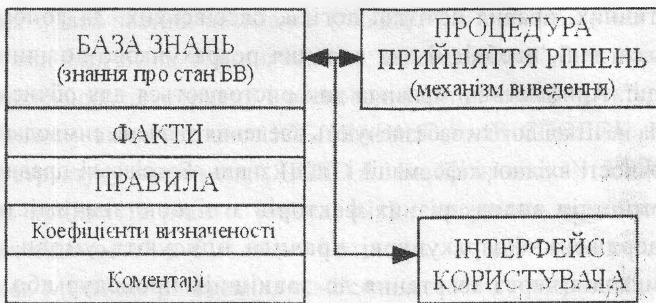 БАЗА ЗНАНЬ
(знання про стан БВ)
ФАКТИ
ПРАВИЛА
Коефіцієнти визначеності
Коментарі
ПРОЦЕДУРА
ПРИЙНЯТТЯ РІШЕНЬ
(механізм виведення)
ІНТЕРФЕЙС
КОРИСТУВАЧА